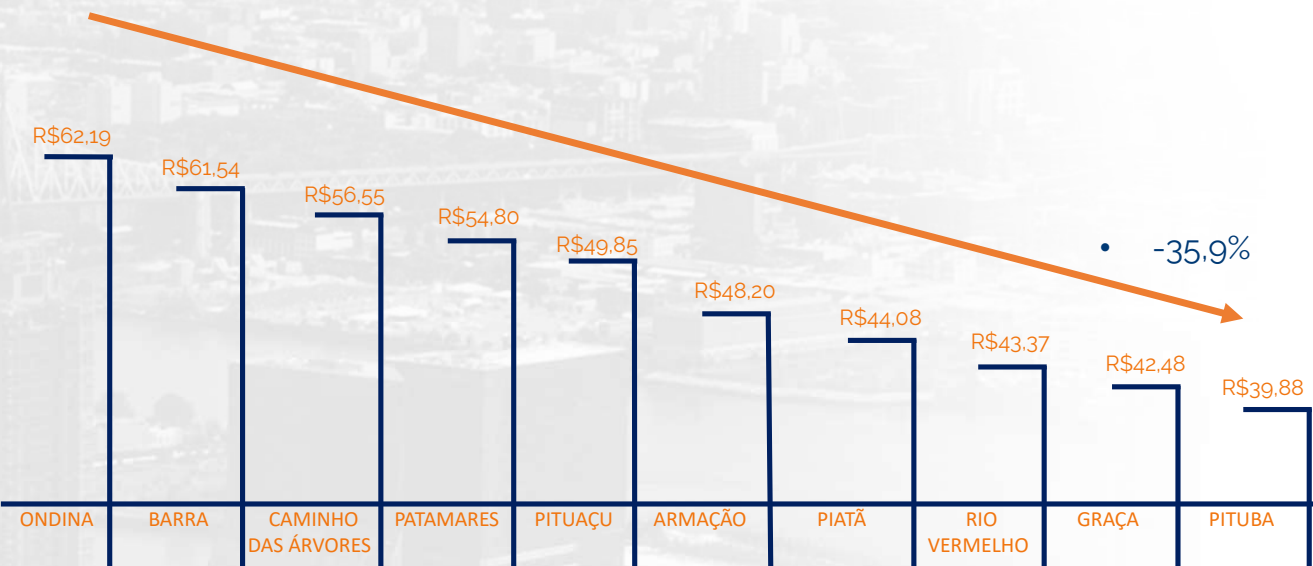 R$62,19
R$61,54
R$56,55
R$54,80
R$49,85
R$48,20
R$44,08
R$43,37
R$42,48
R$39,88
• -35,9%
ONDINA
BARRA
CAMINHO
DAS ÁRVORES
PATAMARES
PITUAÇU
ARMAÇÃO
PIATÃ
RIO
VERMELHO
GRAÇA
PITUBA